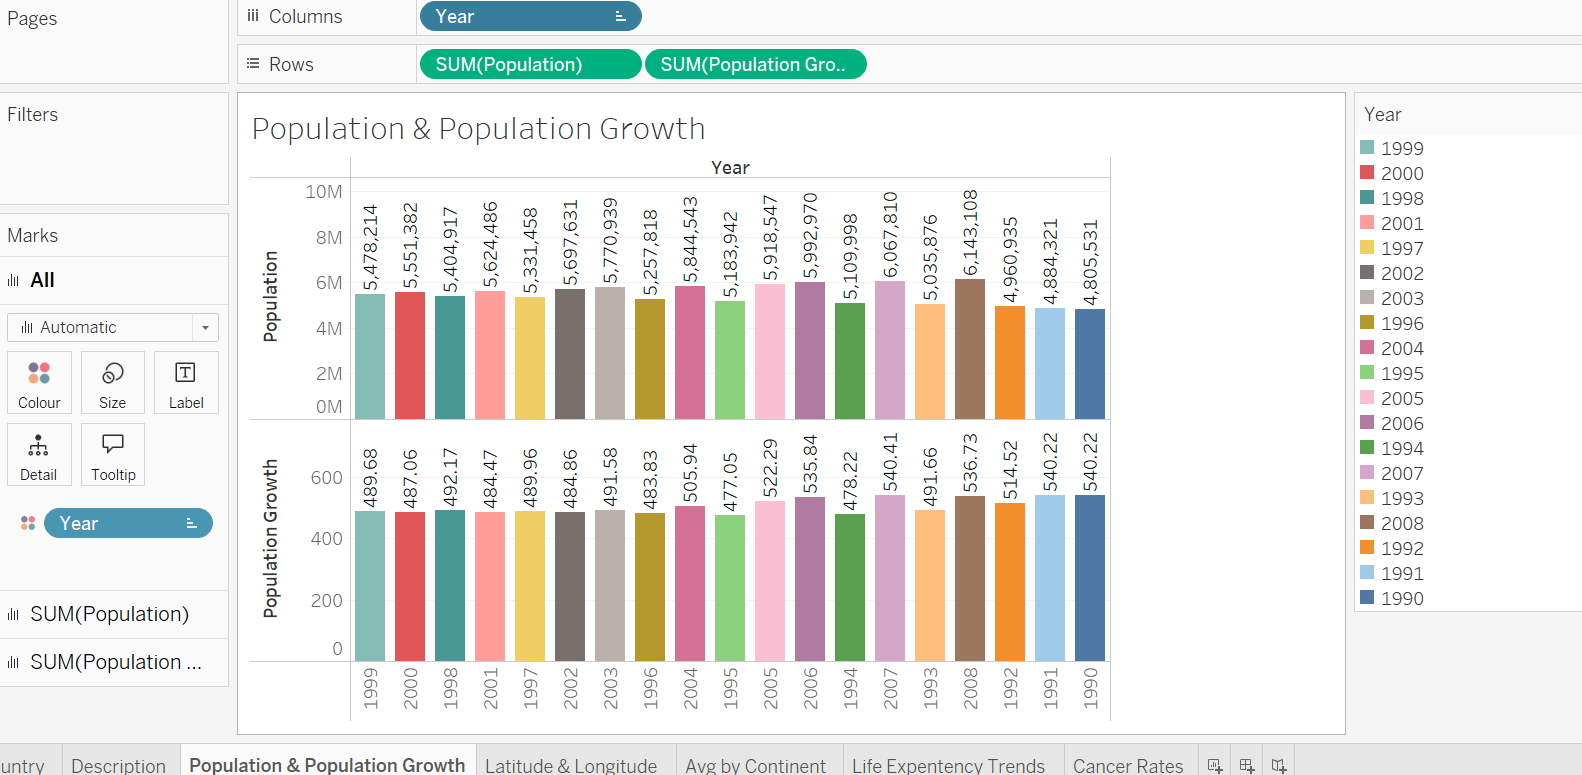 Pages
Columns
Year
Rows
SUM(Population)
SUM(Population Gro..
Filters
Marks
All
Automatic
Colour
Size
Label
Detail
Tooltip
Year
SUM(Population)
SUM(Population ...
Population & Population Growth
Year
Population
10M
8M
6M
4M
2M
0M
5,478,214
5,551,382
5,404,917
5,624,486
5,331,458
5,697,631
5,770,939
5,257,818
5,844,543
5,183,942
5,918,547
5,992,970
5,109,998
6,067,810
5,035,876
6,143,108
4,960,935
4,884,321
4,805,531
Population Growth
600
400
200
0
489.68
487.06
492.17
484.47
489.96
484.86
491.58
483.83
505.94
477.05
522.29
535.84
478.22
540.41
491.66
536.73
514.52
540.22
540.22
1999
2000
1998
2001
1997
2002
2003
1996
2004
1995
2005
2006
1994
2007
1993
2008
1992
1991
1990
Year
1999
2000
1998
2001
1997
2002
2003
1996
2004
1995
2005
2006
1994
2007
1993
2008
1992
1991
1990
untry
Description
Population & Population Growth
Latitude & Longitude
Avg by Continent
Life Expentency Trends
Cancer Rates